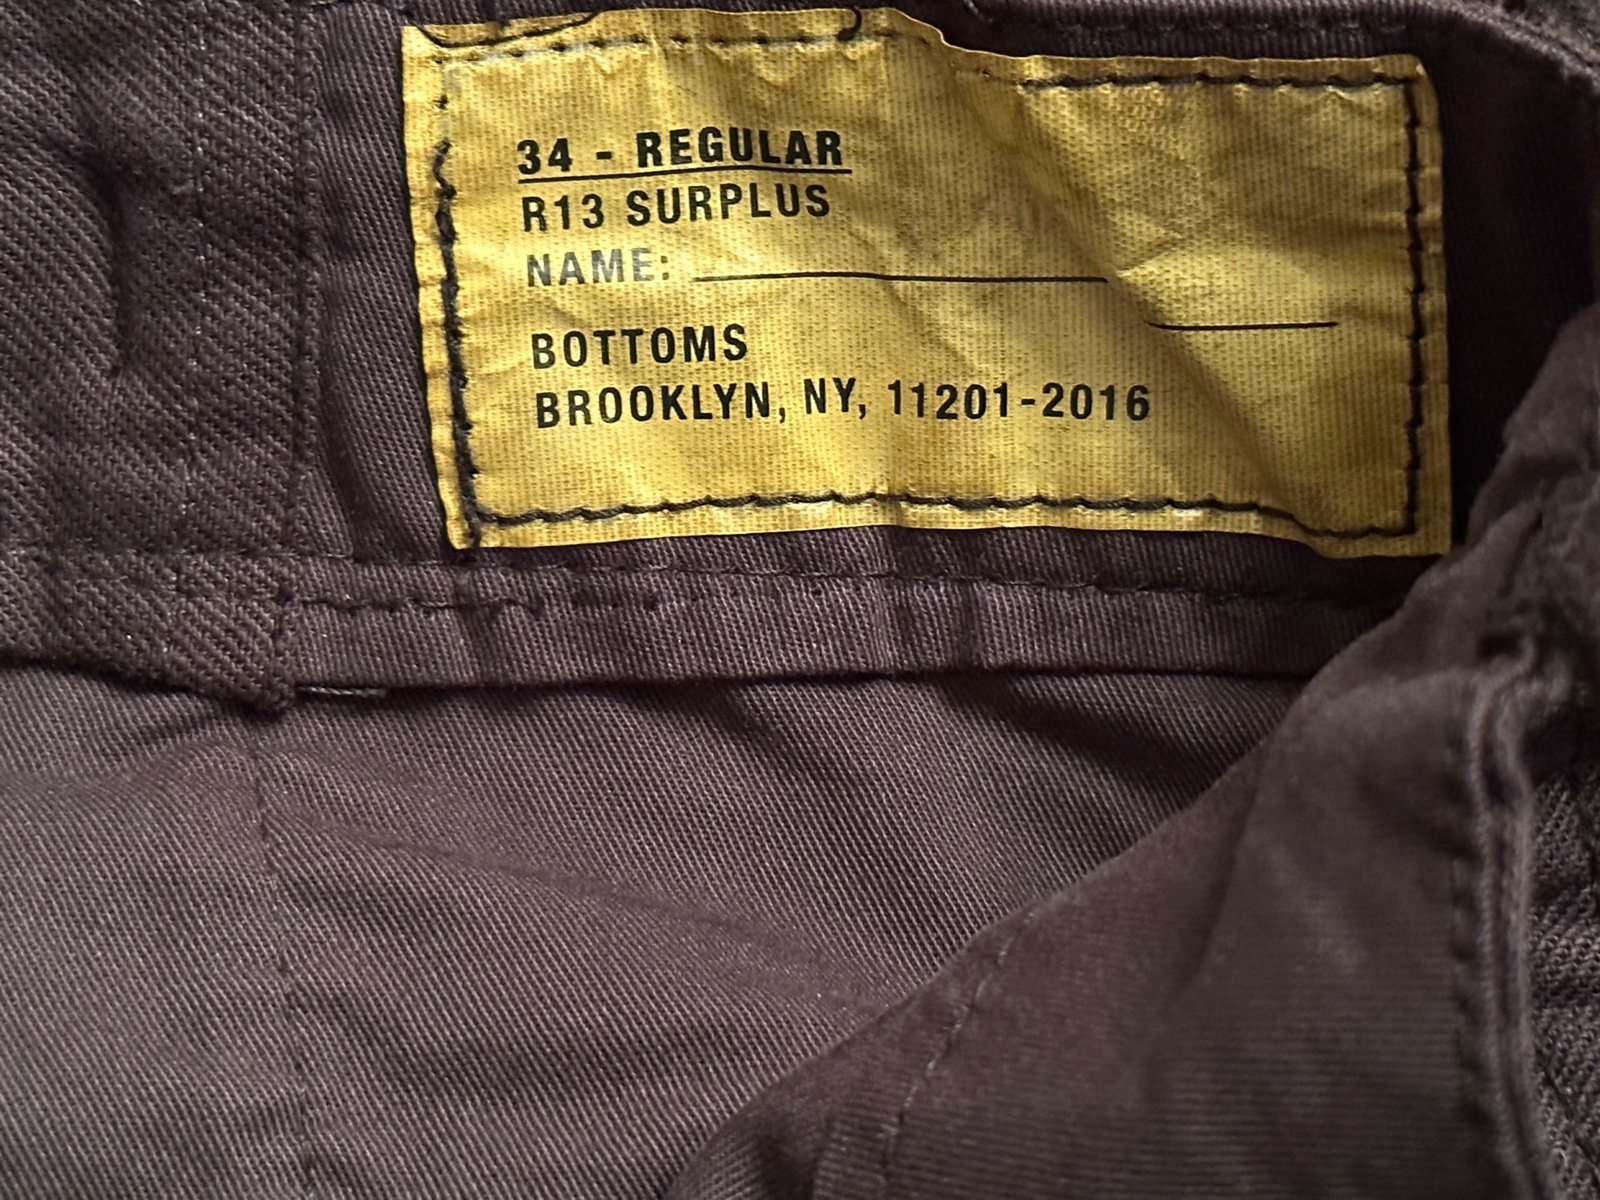 34 - REGULAR
R13 SURPLUS
NAME:
BOTTOMS
BROOKLYN, NY, 11201-2016